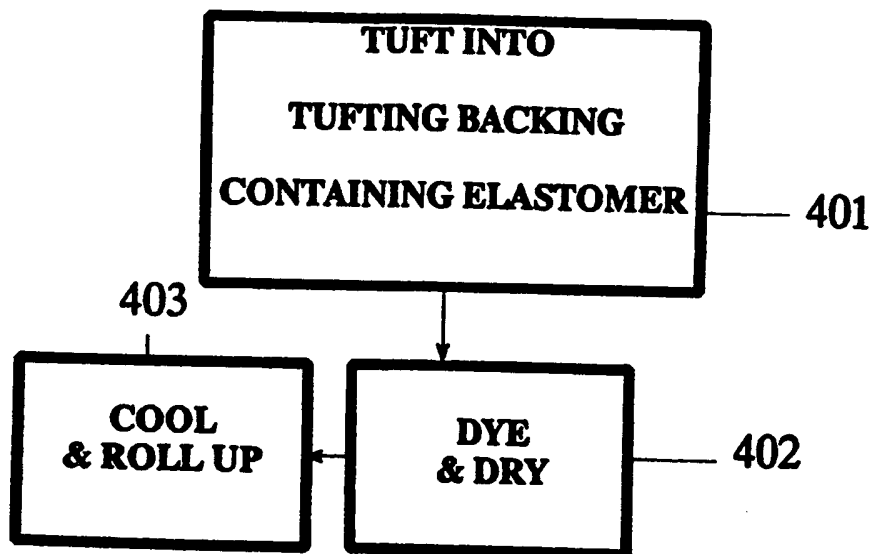 TUFT INTO
TUFTING BACKING
CONTAINING ELASTOMER
401
403
COOL
& ROLL UP
DYE
& DRY
402